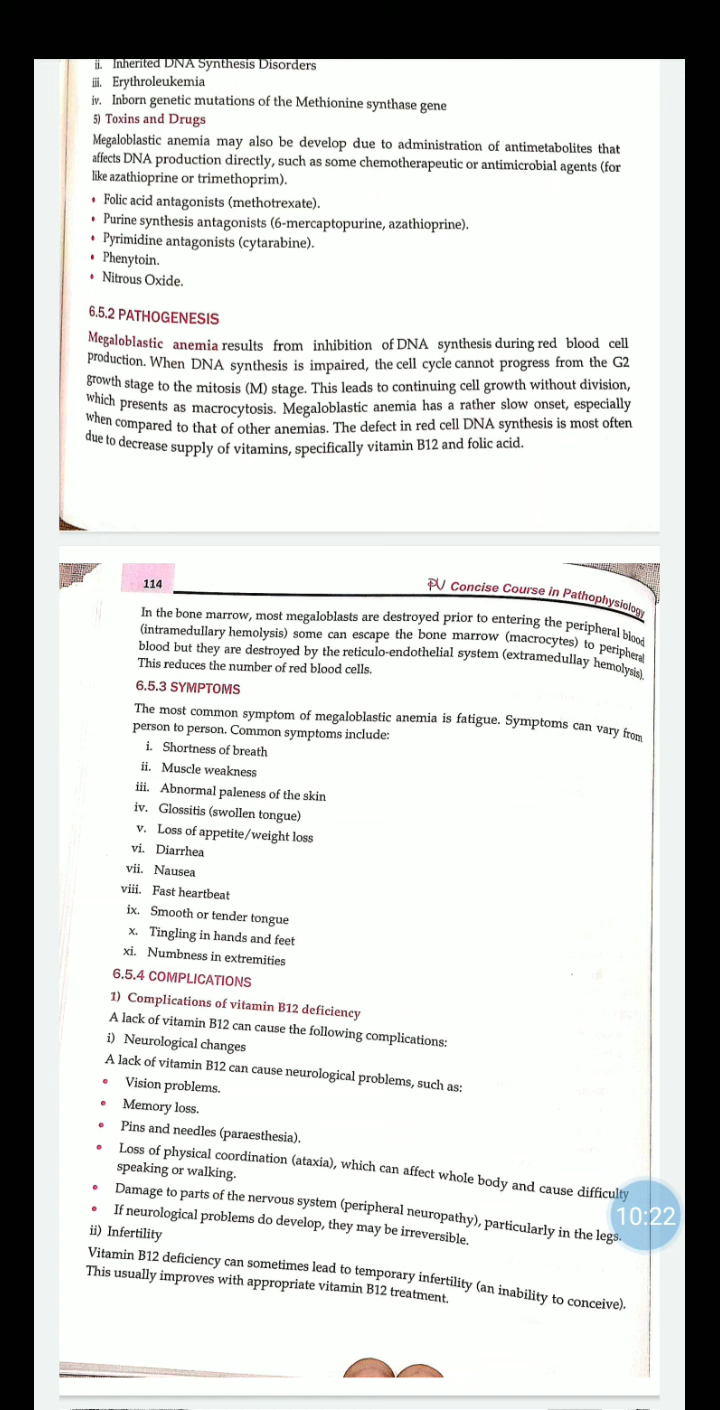 ii. Inherited DNA Synthesis Disorders
iii. Erythroleukemia
iv. Inborn genetic mutations of the Methionine synthase gene
5) Toxins and Drugs
Megaloblastic anemia may also be develop due to administration of antimetabolites that
affects DNA production directly, such as some chemotherapeutic or antimicrobial agents (for
like azathioprine or trimethoprim).
• Folic acid antagonists (methotrexate).
• Purine synthesis antagonists (6-mercaptopurine, azathioprine).
• Pyrimidine antagonists (cytarabine).
• Phenytoin.
• Nitrous Oxide.
6.5.2 PATHOGENESIS
Megaloblastic anemia results from inhibition of DNA synthesis during red blood cell
production. When DNA synthesis is impaired, the cell cycle cannot progress from the G2
growth stage to the mitosis (M) stage. This leads to continuing cell growth without division,
which presents as macrocytosis. Megaloblastic anemia has a rather slow onset, especially
when compared to that of other anemias. The defect in red cell DNA synthesis is most often
due to decrease supply of vitamins, specifically vitamin B12 and folic acid.
114
PV Concise Course in Pathophysiology
In the bone marrow, most megaloblasts are destroyed prior to entering the peripheral blood
(intramedullary hemolysis) some can escape the bone marrow (macrocytes) to peripheral
blood but they are destroyed by the reticulo-endothelial system (extramedullay hemolysis).
This reduces the number of red blood cells.
6.5.3 SYMPTOMS
The most common symptom of megaloblastic anemia is fatigue. Symptoms can vary from
person to person. Common symptoms include:
i. Shortness of breath
ii. Muscle weakness
iii. Abnormal paleness of the skin
iv. Glossitis (swollen tongue)
v. Loss of appetite/weight loss
vi. Diarrhea
vii. Nausea
viii. Fast heartbeat
ix. Smooth or tender tongue
x. Tingling in hands and feet
xi. Numbness in extremities
6.5.4 COMPLICATIONS
1) Complications of vitamin B12 deficiency
A lack of vitamin B12 can cause the following complications:
i) Neurological changes
A lack of vitamin B12 can cause neurological problems, such as:
• Vision problems.
• Memory loss.
• Pins and needles (paraesthesia).
• Loss of physical coordination (ataxia), which can affect whole body and cause difficulty
speaking or walking.
• Damage to parts of the nervous system (peripheral neuropathy), particularly in the legs.
• If neurological problems do develop, they may be irreversible.
10:22
ii) Infertility
Vitamin B12 deficiency can sometimes lead to temporary infertility (an inability to conceive).
This usually improves with appropriate vitamin B12 treatment.